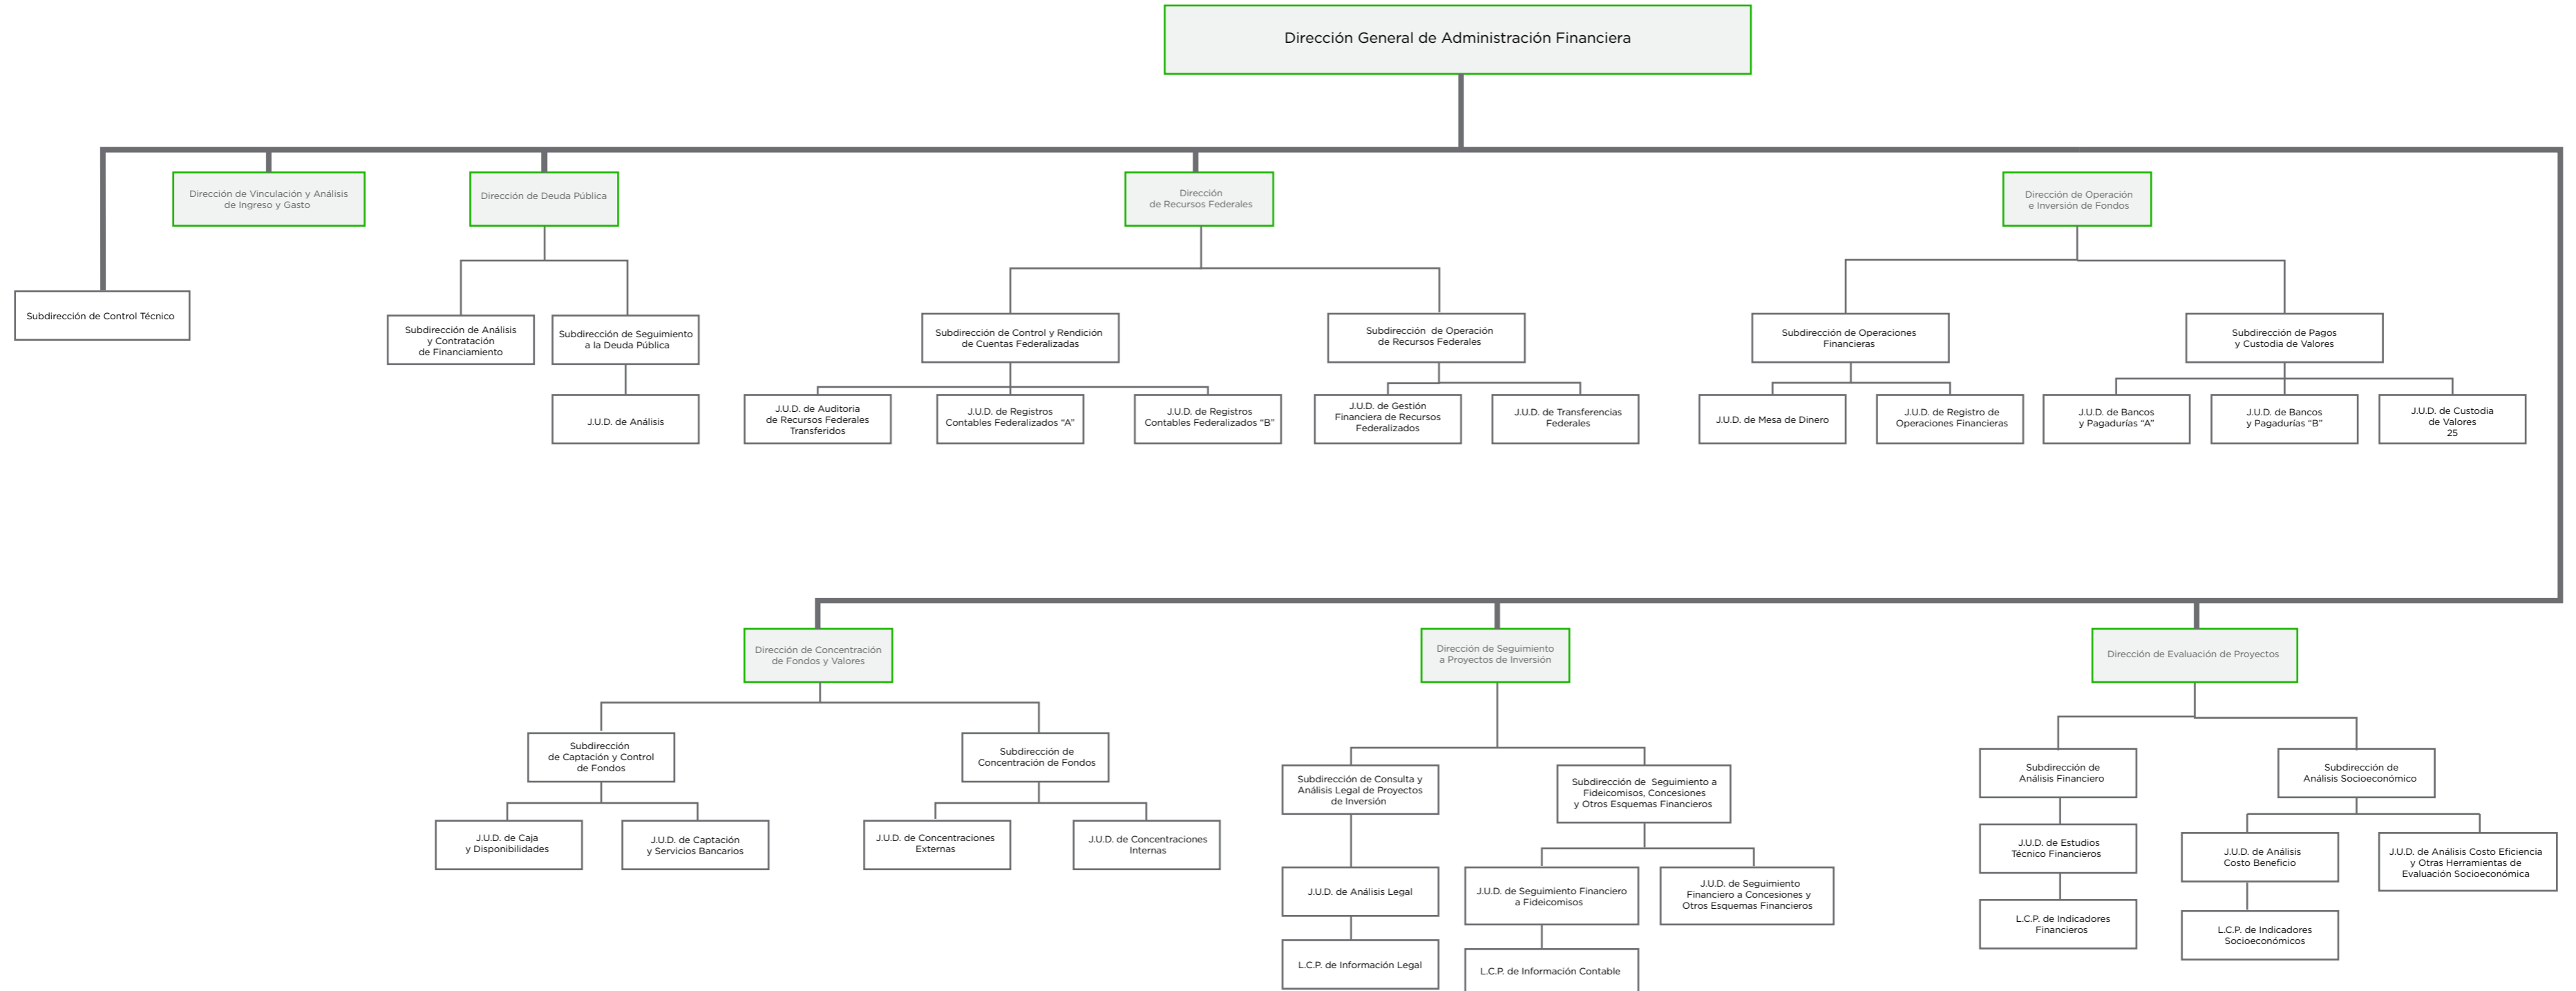 Dirección General de Administración Financiera
Dirección de Vinculación y Análisis
de Ingreso y Gasto
Dirección de Deuda Pública
Dirección
de Recursos Federales
Dirección de Operación
e Inversión de Fondos
Subdirección de Control Técnico
Subdirección de Análisis
y Contratación
de Financiamiento
Subdirección de Seguimiento
a la Deuda Pública
Subdirección de Control y Rendición
de Cuentas Federalizadas
Subdirección  de Operación
de Recursos Federales
Subdirección de Operaciones
Financieras
Subdirección de Pagos
y Custodia de Valores
J.U.D. de Análisis
J.U.D. de Auditoria
de Recursos Federales
Transferidos
J.U.D. de Registros
Contables Federalizados “A”
J.U.D. de Registros
Contables Federalizados “B”
J.U.D. de Gestión
Financiera de Recursos
Federalizados
J.U.D. de Transferencias
Federales
J.U.D. de Mesa de Dinero
J.U.D. de Registro de
Operaciones Financieras
J.U.D. de Bancos
y Pagadurías “A”
J.U.D. de Bancos
y Pagadurías “B”
J.U.D. de Custodia
de Valores
25
Dirección de Concentración
de Fondos y Valores
Dirección de Seguimiento
a Proyectos de Inversión
Dirección de Evaluación de Proyectos
Subdirección
de Captación y Control
de Fondos
Subdirección de
Concentración de Fondos
Subdirección de Consulta y
Análisis Legal de Proyectos
de Inversión
Subdirección de  Seguimiento a
Fideicomisos, Concesiones
y Otros Esquemas Financieros
Subdirección de
Análisis Financiero
Subdirección de
Análisis Socioeconómico
J.U.D. de Caja
y Disponibilidades
J.U.D. de Captación
y Servicios Bancarios
J.U.D. de Concentraciones
Externas
J.U.D. de Concentraciones
Internas
J.U.D. de Análisis Legal
J.U.D. de Seguimiento Financiero
a Fideicomisos
J.U.D. de Seguimiento
Financiero a Concesiones y
Otros Esquemas Financieros
J.U.D. de Estudios
Técnico Financieros
J.U.D. de Análisis
Costo Beneficio
J.U.D. de Análisis Costo Eficiencia
y Otras Herramientas de
Evaluación Socioeconómica
L.C.P. de Información Legal
L.C.P. de Información Contable
L.C.P. de Indicadores
Financieros
L.C.P. de Indicadores
Socioeconómicos